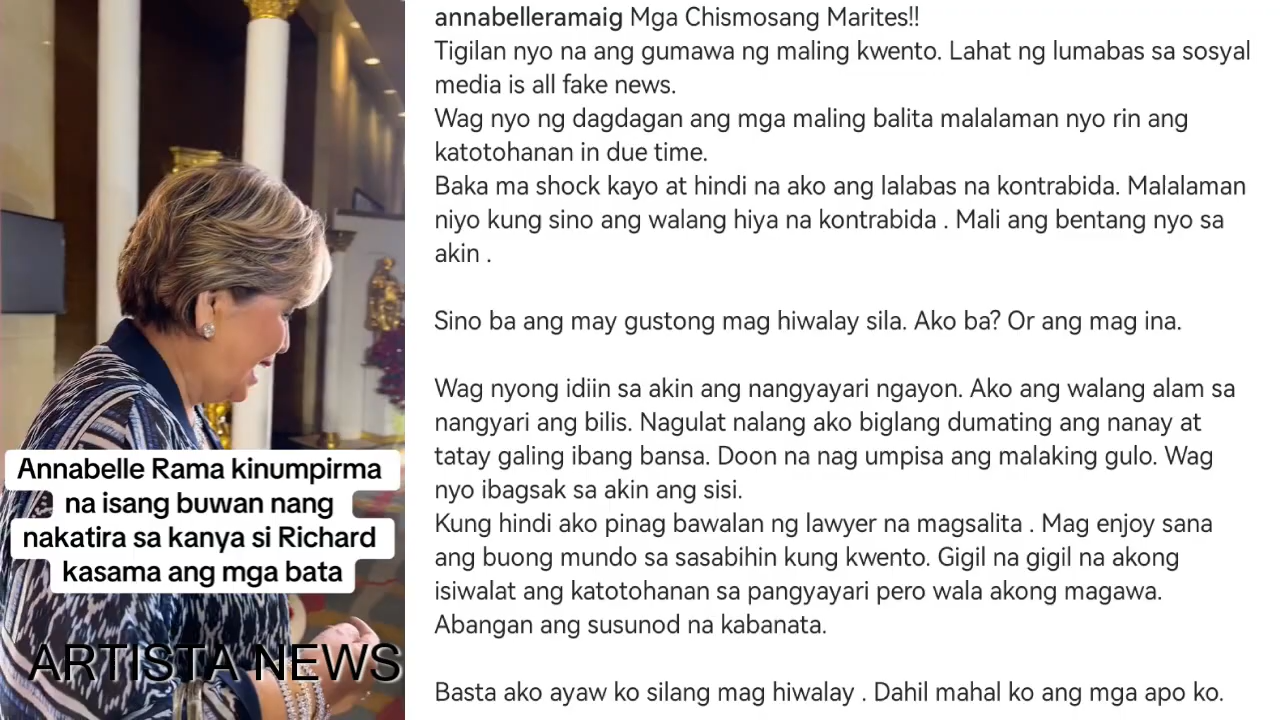 Annabelle Rama kinumpirma
na isang buwan nang
nakatira sa kanya si Richard
kasama ang mga bata
ARTISTA NEWS
annabelleramaig Mga Chismosang Marites!!
Tigilan nyo na ang gumawa ng maling kwento. Lahat ng lumabas sa sosyal
media is all fake news.
Wag nyo ng dagdagan ang mga maling balita malalaman nyo rin ang
katotohanan in due time.
Baka ma shock kayo at hindi na ako ang lalabas na kontrabida. Malalaman
niyo kung sino ang walang hiya na kontrabida . Mali ang bentang nyo sa
akin .
Sino ba ang may gustong mag hiwalay sila. Ako ba? Or ang mag ina.
Wag nyong idiin sa akin ang nangyayari ngayon. Ako ang walang alam sa
nangyari ang bilis. Nagulat nalang ako biglang dumating ang nanay at
tatay galing ibang bansa. Doon na nag umpisa ang malaking gulo. Wag
nyo ibagsak sa akin ang sisi.
Kung hindi ako pinag bawalan ng lawyer na magsalita . Mag enjoy sana
ang buong mundo sa sasabihin kung kwento. Gigil na gigil na akong
isiwalat ang katotohanan sa pangyayari pero wala akong magawa.
Abangan ang susunod na kabanata.
Basta ako ayaw ko silang mag hiwalay . Dahil mahal ko ang mga apo ko.